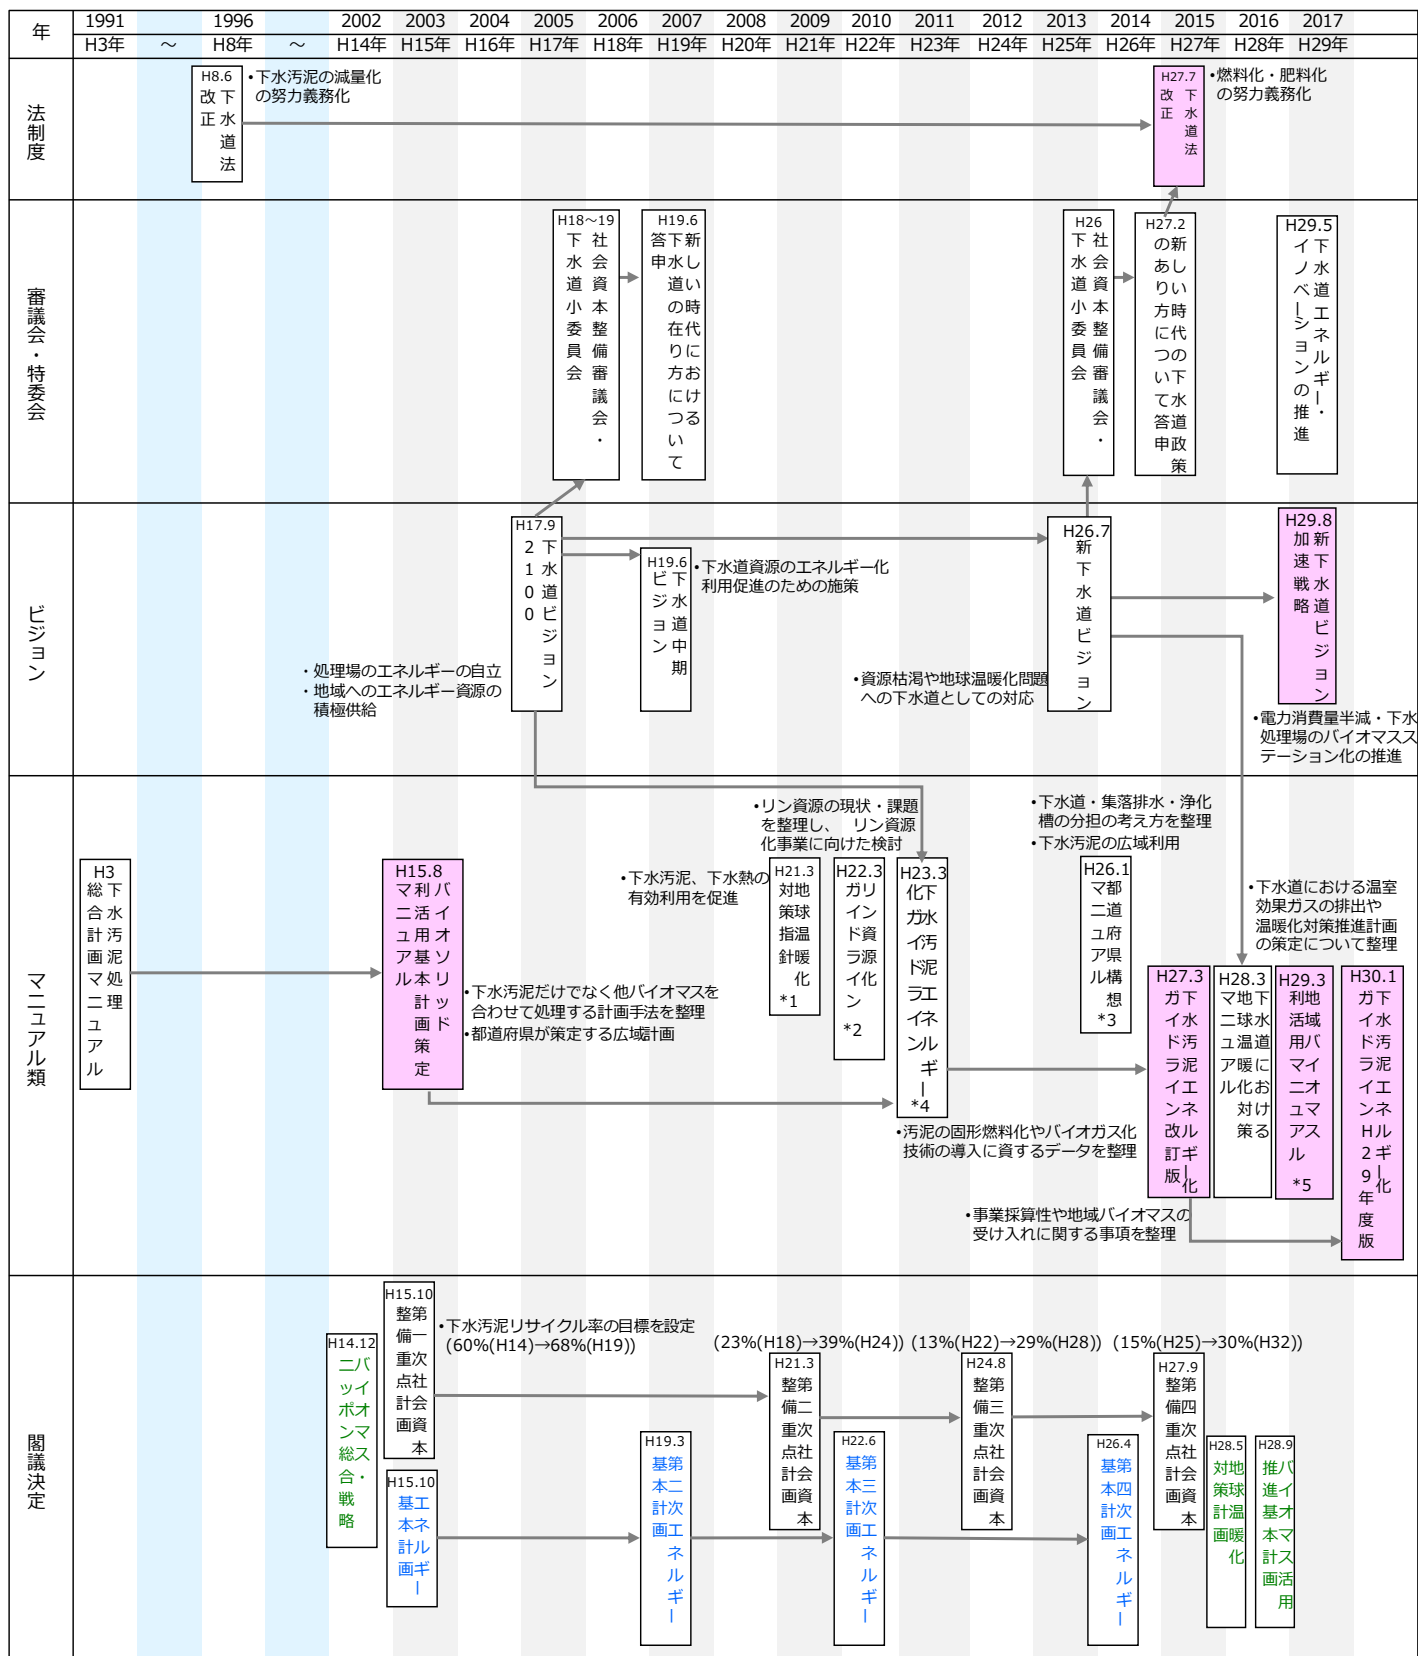 年
1991 1996 2002 2003 2004 2005 2006 2007 2008 2009 2010 2011 2012 2013 2014 2015 2016 2017
H3年 ～ H8年 ～ H14年 H15年 H16年 H17年 H18年 H19年 H20年 H21年 H22年 H23年 H24年 H25年 H26年 H27年 H28年 H29年
法制度
H8.6
下水道法
改正
•下水汚泥の減量化
の努力義務化
H27.7
下水道法
改正
•燃料化・肥料化
の努力義務化
審議会・特委会
H18～19
社会資本整備審議会・
下水道小委員会
H19.6
新しい時代における
下水道の在り方について
答申
H26
社会資本整備審議会・
下水道小委員会
H27.2
新しい時代の下水道政策
のあり方について答申
H29.5
下水道エネルギー・
イノベーションの推進
ビジョン
H17.9
下水道ビジョン
2100
・処理場のエネルギーの自立
・地域へのエネルギー資源の
積極供給
H19.6
下水道中期
ビジョン
•下水道資源のエネルギー化
利用促進のための施策
H26.7
新下水道ビジョン
•資源枯渇や地球温暖化問題
への下水道としての対応
H29.8
新下水道ビジョン
加速戦略
•電力消費量半減・下水
処理場のバイオマスス
テーション化の推進
マニュアル類
H3
下水汚泥処理
総合計画マニュアル
H15.8
バイオソリッド
利活用基本計画策定
マニュアル
•下水汚泥だけでなく他バイオマスを
合わせて処理する計画手法を整理
•都道府県が策定する広域計画
•下水汚泥、下水熱の
有効利用を促進
H21.3
地球温暖化
対策指針
*1
•リン資源の現状・課題
を整理し、　リン資源
化事業に向けた検討
H22.3
リン資源化
ガイドライン
*2
H23.3
下水汚泥エネルギー
化ガイドライン
*4
•汚泥の固形燃料化やバイオガス化
技術の導入に資するデータを整理
•下水道・集落排水・浄化
槽の分担の考え方を整理
•下水汚泥の広域利用
H26.1
都道府県構想
マニュアル
*3
H27.3
下水汚泥エネルギー化
ガイドライン改訂版
•事業採算性や地域バイオマスの
受け入れに関する事項を整理
•下水道における温室
効果ガスの排出や
温暖化対策推進計画
の策定について整理
H28.3
下水道における
地球温暖化対策
マニュアル
H29.3
地域バイオマス
利活用マニュアル
*5
H30.1
下水汚泥エネルギー化
ガイドラインH29年度版
閣議決定
H14.12
バイオマス・
ニッポン総合戦略
H15.10
第一次社会資本
整備重点計画
•下水汚泥リサイクル率の目標を設定
(60%(H14)→68%(H19))
H15.10
エネルギー
基本計画
H19.3
第二次エネルギー
基本計画
(23%(H18)→39%(H24))
H21.3
第二次社会資本
整備重点計画
H22.6
第三次エネルギー
基本計画
(13%(H22)→29%(H28))
H24.8
第三次社会資本
整備重点計画
H26.4
第四次エネルギー
基本計画
(15%(H25)→30%(H32))
H27.9
第四次社会資本
整備重点計画
H28.5
地球温暖化
対策計画
H28.9
バイオマス活用
推進基本計画